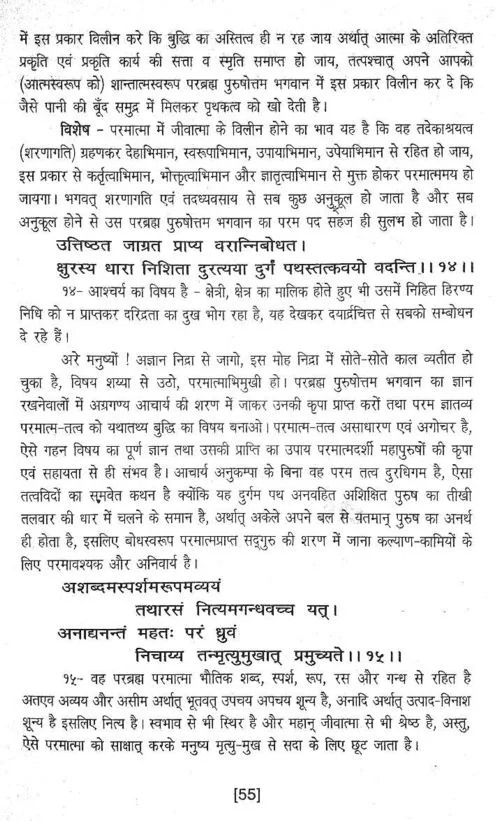 में इस प्रकार विलीन करे कि बुद्धि का अस्तित्व ही न रह जाय अर्थात् आत्मा के अतिरिक्त
प्रकृति एवं प्रकृति कार्य की सत्ता व स्मृति समाप्त हो जाय, तत्पश्चात् अपने आपको
(आत्मस्वरूप को) शान्तात्मस्वरूप परब्रह्म पुरुषोत्तम भगवान में इस प्रकार विलीन कर दे कि
जैसे पानी की बूँद समुद्र में मिलकर पृथकत्व को खो देती है।
विशेष - परमात्मा में जीवात्मा के विलीन होने का भाव यह है कि वह तदेकाश्रयत्व
(शरणागति) ग्रहणकर देहाभिमान, स्वरूपाभिमान, उपायाभिमान, उपेयाभिमान से रहित हो जाय,
इस प्रकार से कर्तृत्वाभिमान, भोक्तृत्वाभिमान और ज्ञातृत्वाभिमान से मुक्त होकर परमात्ममय हो
जायगा। भगवत् शरणागति एवं तदध्यवसाय से सब कुछ अनुकूल हो जाता है और सब
अनुकूल होने से उस परब्रह्म पुरुषोत्तम भगवान का परम पद सहज ही सुलभ हो जाता है।
उत्तिष्ठत जाग्रत प्राप्य वरान्निबोधत।
क्षुरस्य धारा निशिता दुरत्यया दुर्गं पथस्तत्कवयो वदन्ति।।१४।।
१४- आश्चर्य का विषय है - क्षेत्री, क्षेत्र का मालिक होते हुए भी उसमें निहित हिरण्य
निधि को न प्राप्तकर दरिद्रता का दुख भोग रहा है, यह देखकर दयार्द्रचित्त से सबको सम्बोधन
दे रहे हैं।
अरे मनुष्यों ! अज्ञान निद्रा से जागो, इस मोह निद्रा में सोते-सोते काल व्यतीत हो
चुका है, विषय शय्या से उठो, परमात्माभिमुखी हो। परब्रह्म पुरुषोत्तम भगवान का ज्ञान
रखनेवालों में अग्रगण्य आचार्य की शरण में जाकर उनकी कृपा प्राप्त करों तथा परम ज्ञातव्य
परमात्म-तत्व को यथातथ्य बुद्धि का विषय बनाओ। परमात्म-तत्व असाधारण एवं अगोचर है,
ऐसे गहन विषय का पूर्ण ज्ञान तथा उसकी प्राप्ति का उपाय परमात्मदर्शी महापुरुषों की कृपा
एवं सहायता से ही संभव है। आचार्य अनुकम्पा के बिना वह परम तत्व दुरधिगम है, ऐसा
तत्वविदों का समवेत कथन है क्योंकि यह दुर्गम पथ अनवहित अशिक्षित पुरुष का तीखी
तलवार की धार में चलने के समान है, अर्थात् अकेले अपने बल से यतमान् पुरुष का अनर्थ
ही होता है, इसलिए बोधस्वरूप परमात्मप्राप्त सद्‌गुरु की शरण में जाना कल्याण-कामियों के
लिए परमावश्यक और अनिवार्य है।
अशब्दमस्पर्शमरूपमव्ययं
तथारसं नित्यमगन्धवच्च यत्।
अनाद्यनन्तं महतः परं ध्रुवं
निचाय्य तन्मृत्युमुखात् प्रमुच्यते।।१५।।
१५- वह परब्रह्म परमात्मा भौतिक शब्द, स्पर्श, रूप, रस और गन्ध से रहित है
अतएव अव्यय और असीम अर्थात् भूतवत् उपचय अपचय शून्य है, अनादि अर्थात् उत्पाद-विनाश
शून्य है इसलिए नित्य है। स्वभाव से भी स्थिर है और महान् जीवात्मा से भी श्रेष्ठ है, अस्तु,
ऐसे परमात्मा को साक्षात् करके मनुष्य मृत्यु-मुख से सदा के लिए छूट जाता है।
[55]